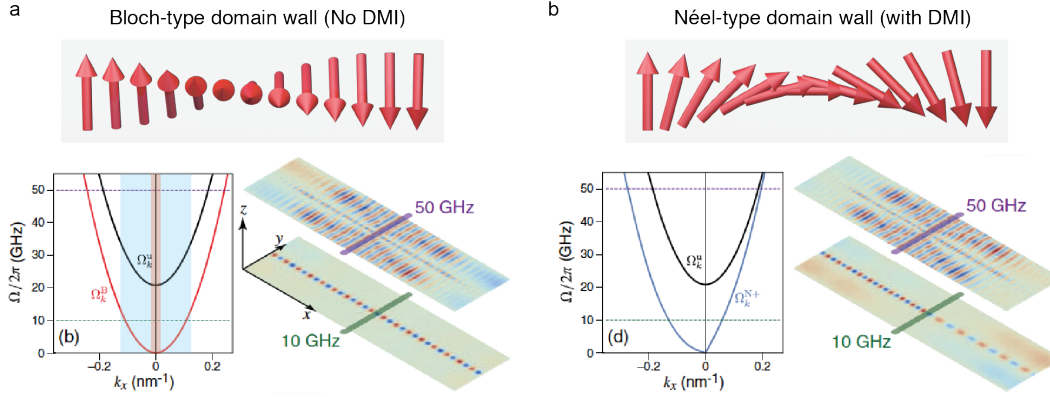 a
Bloch-type domain wall (No DMI)
b
Néel-type domain wall (with DMI)
50
40
30
20
10
0
Ω/2π (GHz)
Ω_k^u
Ω_k^B
(b)
−0.2
0
0.2
k_x (nm⁻¹)
z
y
x
50 GHz
10 GHz
50
40
30
20
10
0
Ω/2π (GHz)
Ω_k^u
Ω_k^{N+}
(d)
−0.2
0
0.2
k_x (nm⁻¹)
50 GHz
10 GHz